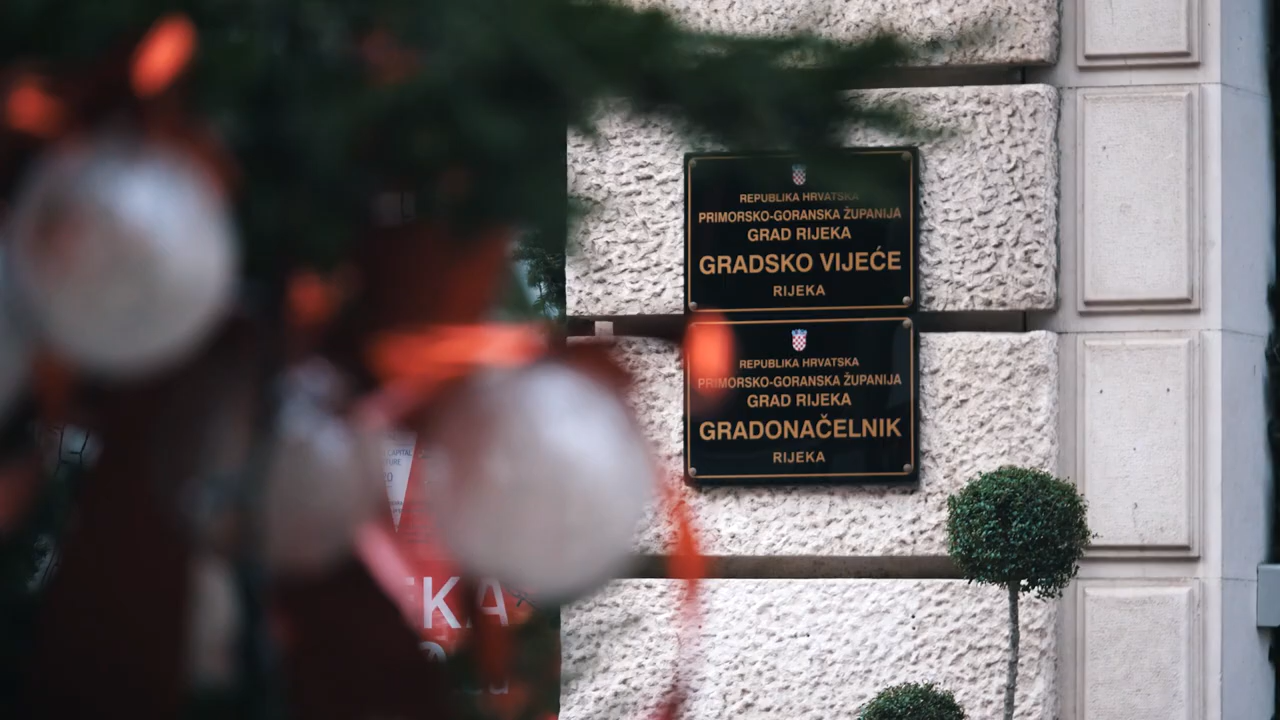 REPUBLIKA HRVATSKA
PRIMORSKO-GORANSKA ŽUPANIJA
GRAD RIJEKA
GRADSKO VIJEĆE
RIJEKA
REPUBLIKA HRVATSKA
PRIMORSKO-GORANSKA ŽUPANIJA
GRAD RIJEKA
GRADONAČELNIK
RIJEKA
CAPITAL